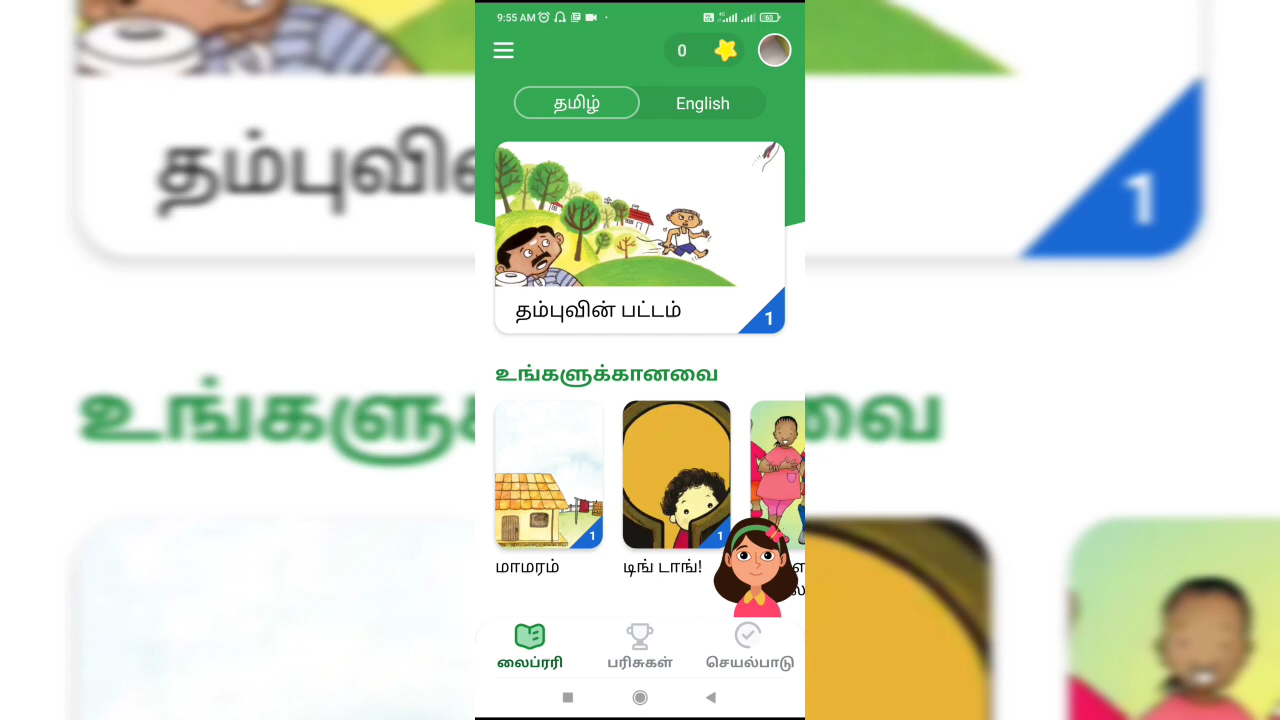 9:55 AM
63
0
தமிழ்
English
தம்புவின் பட்டம்
1
உங்களுக்கானவை
1
1
மாமரம்
டிங் டாங்!
லைப்ரரி
பரிசுகள்
செயல்பாடு